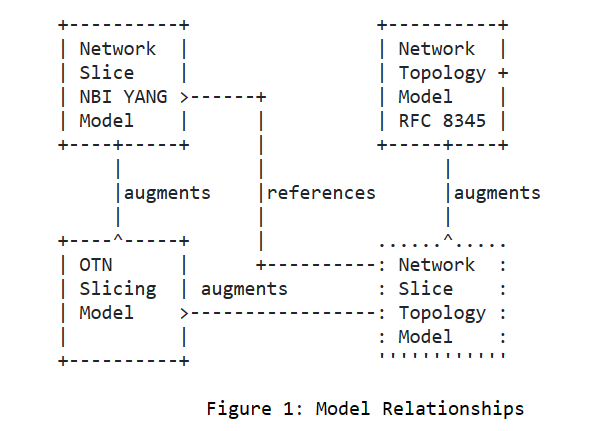 +----------+                   +----------+
| Network  |                   | Network  |
| Slice    |                   | Topology +
| NBI YANG >------+            | Model    |
| Model    |      |            | RFC 8345 |
+----+-----+      |            +-----+----+
     |            |                  |
     |augments    |references        |augments
     |            |                  |
+----^-----+      |            ......^.....
| OTN      |      +----------: Network  :
| Slicing  | augments        : Slice    :
| Model    >-----------------: Topology :
|          |                 : Model    :
+----------+                 ''''''''''''
Figure 1: Model Relationships